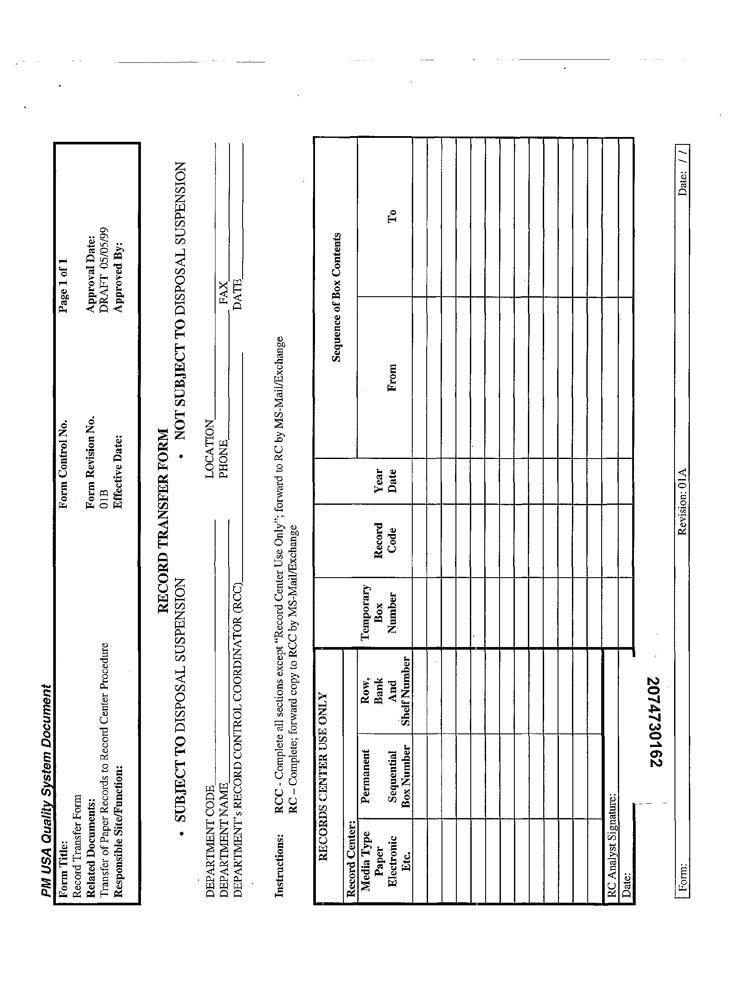 PM USA Quality System Document
Form Title:
Record Transfer Form
Form Control No.
Page 1 of 1
Related Documents:
Transfer of Paper Records to Record Center Procedure
Form Revision No.
01B
Approval Date:
DRAFT 05/05/99
Responsible Site/Function:
Effective Date:
Approved By:
RECORD TRANSFER FORM
• SUBJECT TO DISPOSAL SUSPENSION • NOT SUBJECT TO DISPOSAL SUSPENSION
DEPARTMENT CODE LOCATION
DEPARTMENT NAME PHONE FAX
DEPARTMENT's RECORD CONTROL COORDINATOR (RCC) DATE
Instructions: RCC - Complete all sections except "Record Center Use Only"; forward to RC by MS-Mail/Exchange
RC – Complete; forward copy to RCC by MS-Mail/Exchange
RECORDS CENTER USE ONLY
Sequence of Box Contents
Record Center:
Media Type
Paper
Electronic
Etc.
Permanent
Sequential
Box Number
Row,
Bank
And
Shelf Number
Temporary
Box
Number
Record
Code
Year
Date
From
To
RC Analyst Signature:
Date:
2074730162
Form: Revision: 01A Date: / /